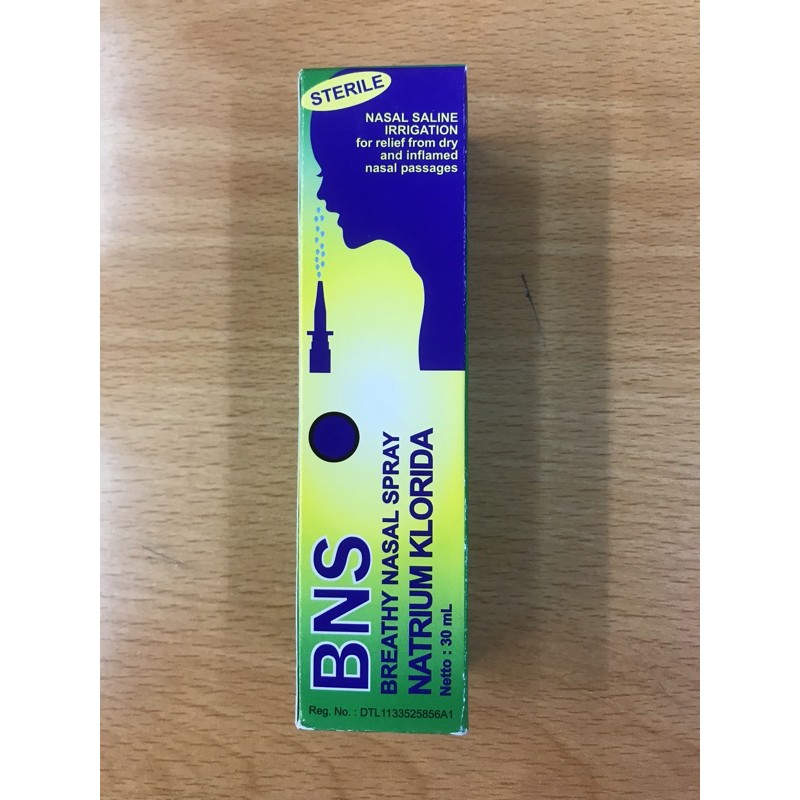 STERILE
NASAL SALINE
IRRIGATION
for relief from dry
and inflamed
nasal passages
BNS
BREATHY NASAL SPRAY
NATRIUM KLORIDA
Netto : 30 mL
Reg. No. : DTL1133525856A1